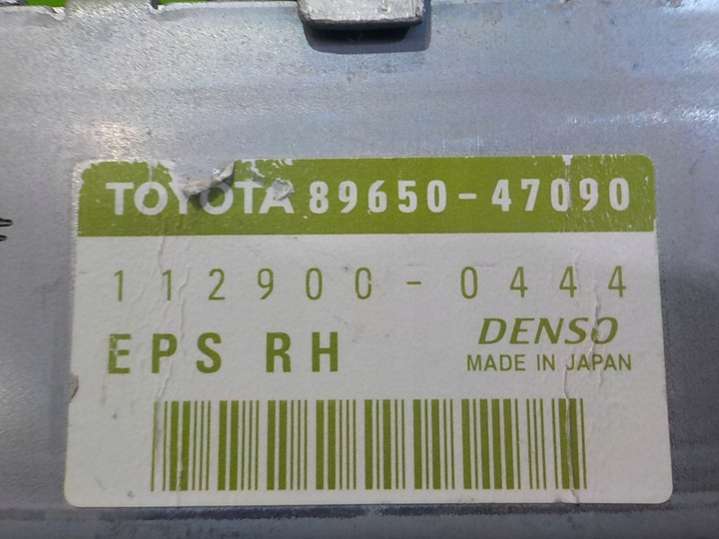 TOYOTA 89650-47090
112900-0444
EPS RH
DENSO
MADE IN JAPAN